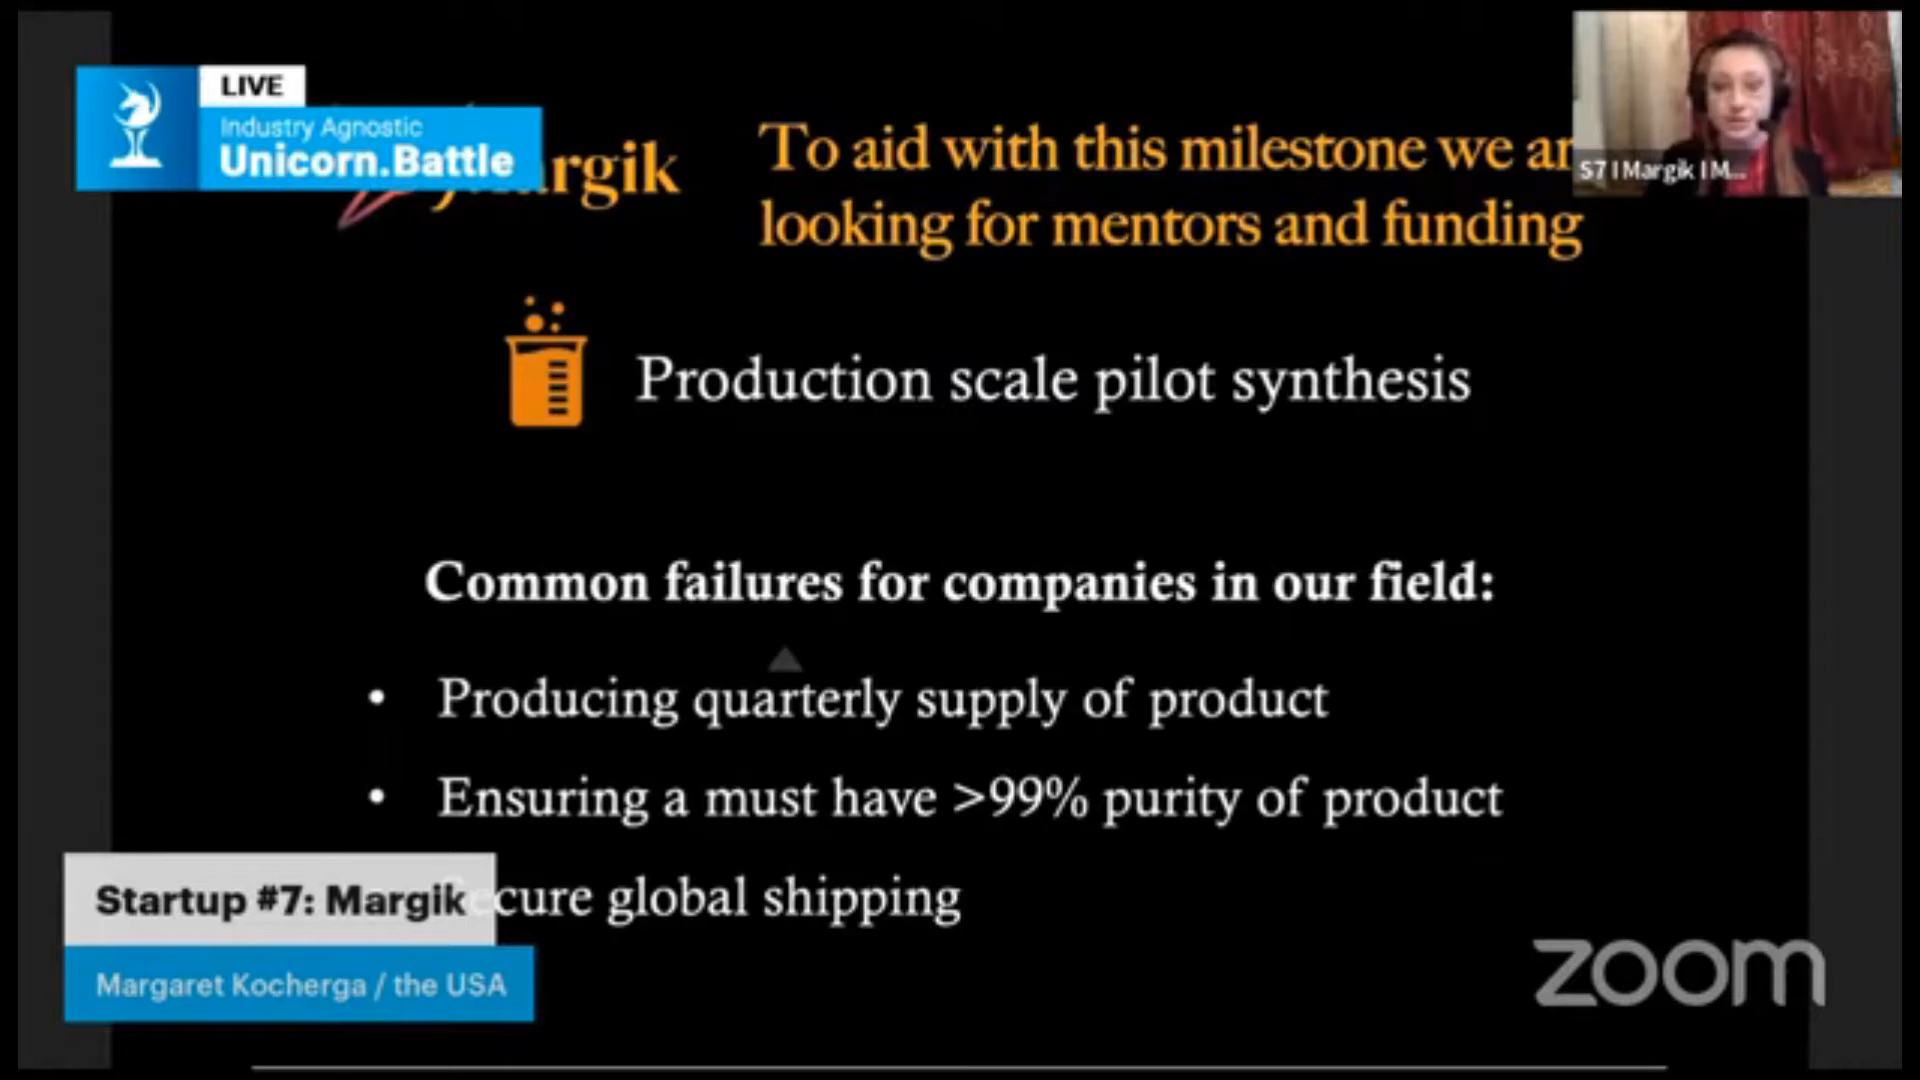 LIVE
Industry Agnostic
Unicorn.Battle
rgik
To aid with this milestone we
looking for mentors and funding
S7 | Margik | M...
Production scale pilot synthesis
Common failures for companies in our field:
• Producing quarterly supply of product
• Ensuring a must have >99% purity of product
ecure global shipping
Startup #7: Margik
Margaret Kocherga / the USA
zoom